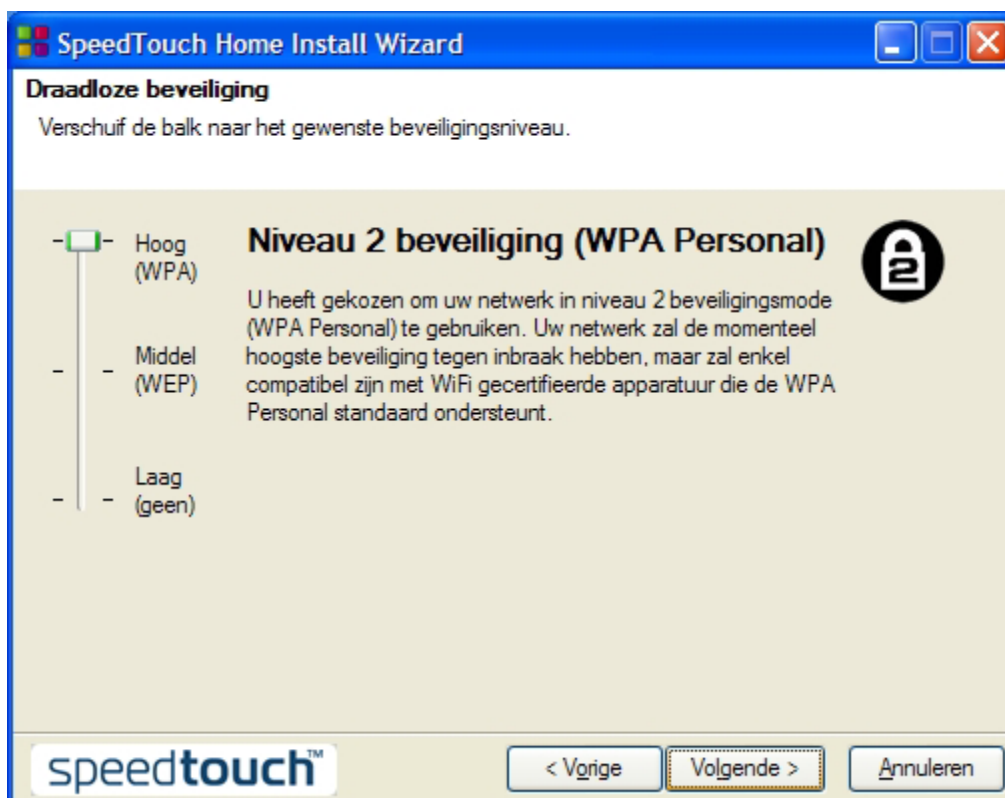 SpeedTouch Home Install Wizard
Draadloze beveiliging
Verschuif de balk naar het gewenste beveiligingsniveau.
Hoog
(WPA)
Middel
(WEP)
Laag
(geen)
Niveau 2 beveiliging (WPA Personal)
2
U heeft gekozen om uw netwerk in niveau 2 beveiligingsmode
(WPA Personal) te gebruiken. Uw netwerk zal de momenteel
hoogste beveiliging tegen inbraak hebben, maar zal enkel
compatibel zijn met WiFi gecertifieerde apparatuur die de WPA
Personal standaard ondersteunt.
speedtouch™
< Vorige
Volgende >
Annuleren